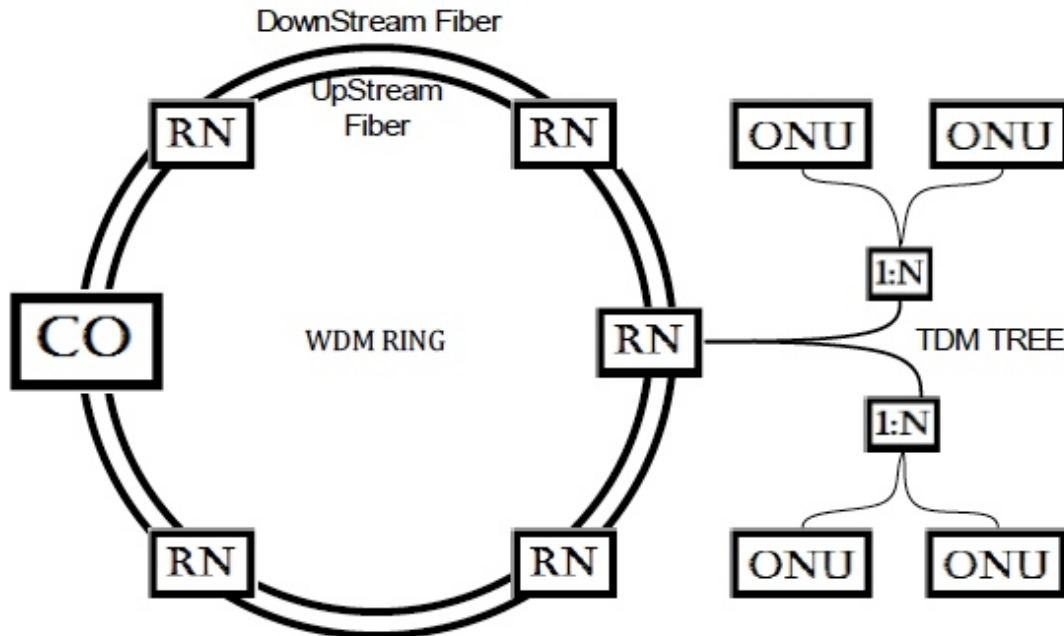 DownStream Fiber
UpStream
Fiber
RN
RN
ONU
ONU
1:N
CO
WDM RING
RN
TDM TREE
1:N
RN
RN
ONU
ONU